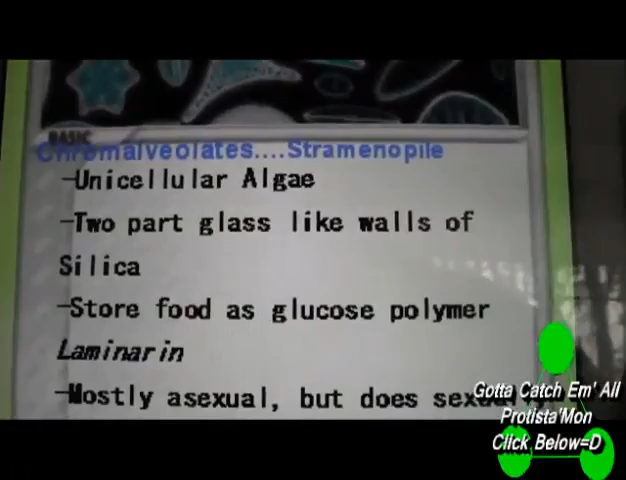 BASIC
Chromalveolates....Stramenopile
-Unicellular Algae
-Two part glass like walls of
Silica
-Store food as glucose polymer
Laminarin
-Mostly asexual, but does
Gotta Catch Em' All
Protista'Mon
Click Below=D